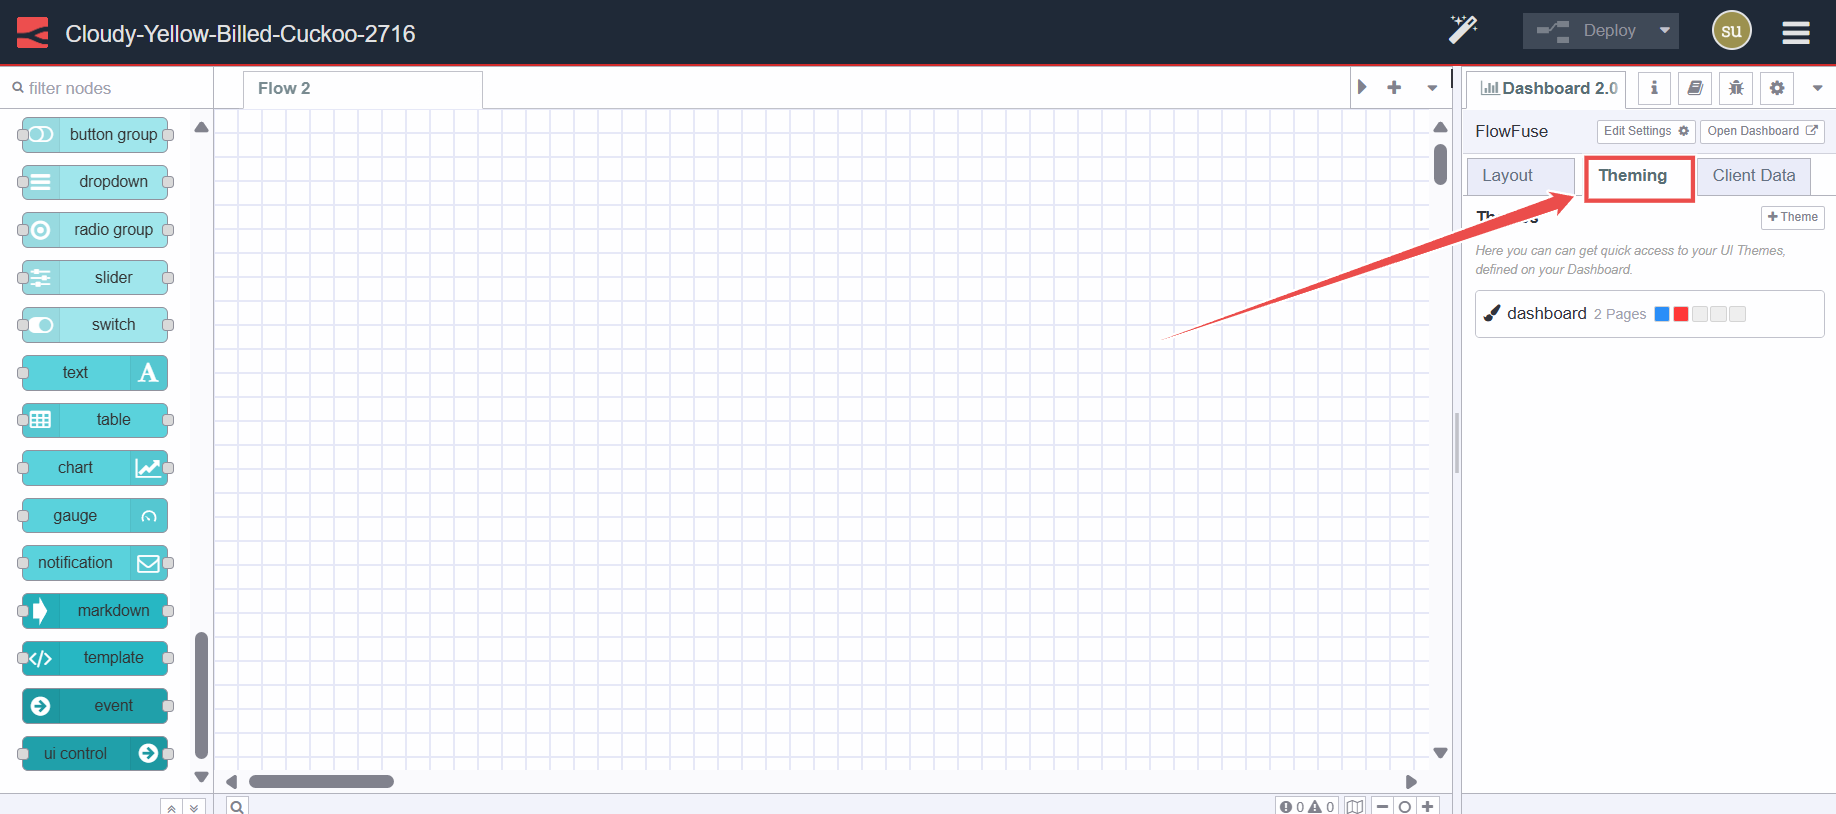 Cloudy-Yellow-Billed-Cuckoo-2716
Deploy
su
filter nodes
Flow 2
Dashboard 2.0
button group
dropdown
radio group
slider
switch
text
table
chart
gauge
notification
markdown
template
event
ui control
FlowFuse
Edit Settings
Open Dashboard
Layout
Theming
Client Data
Theme
Here you can can get quick access to your UI Themes,
defined on your Dashboard.
dashboard 2 Pages
0 0